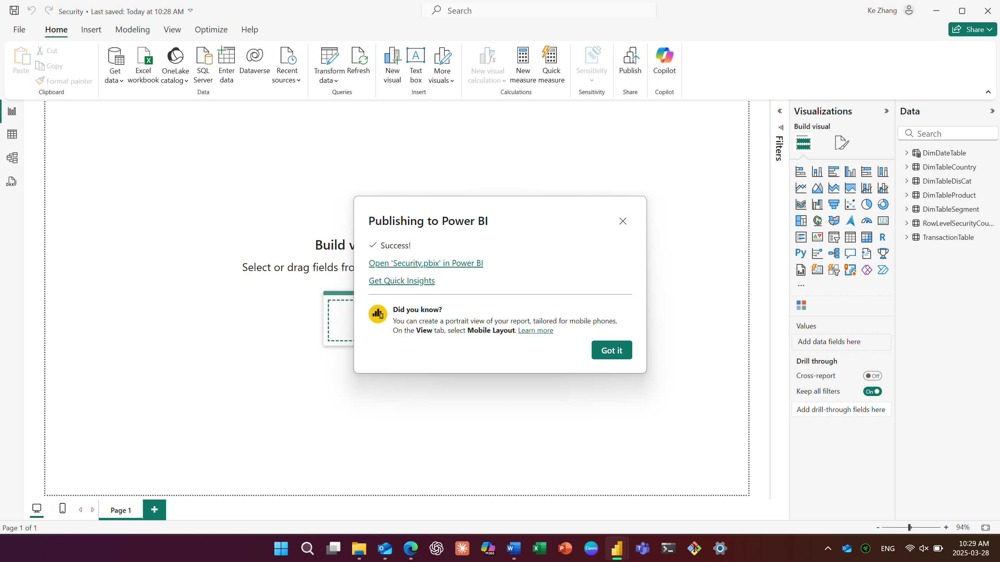 Security • Last saved: Today at 10:28 AM
Search
Ke Zhang
File
Home
Insert
Modeling
View
Optimize
Help
Share
Paste
Cut
Copy
Format painter
Clipboard
Get data
Excel workbook
OneLake catalog
SQL Server
Enter data
Dataverse
Recent sources
Data
Transform data
Refresh
Queries
New visual
Text box
More visuals
Insert
New visual calculation
New measure
Quick measure
Calculations
Sensitivity
Sensitivity
Publish
Share
Copilot
Copilot
DAX
Build v
Select or drag fields fro
Publishing to Power BI
Success!
Open 'Security.pbix' in Power BI
Get Quick Insights
Did you know?
You can create a portrait view of your report, tailored for mobile phones.
On the View tab, select Mobile Layout. Learn more
Got it
Filters
Visualizations
Build visual
123
R
Py
123
Values
Add data fields here
Drill through
Cross-report
Off
Keep all filters
On
Add drill-through fields here
Data
Search
DimDateTable
DimTableCountry
DimTableDisCat
DimTableProduct
DimTableSegment
RowLevelSecurityCou...
TransactionTable
Page 1
Page 1 of 1
- + 94%
M365
Canva
ENG
10:29 AM
2025-03-28